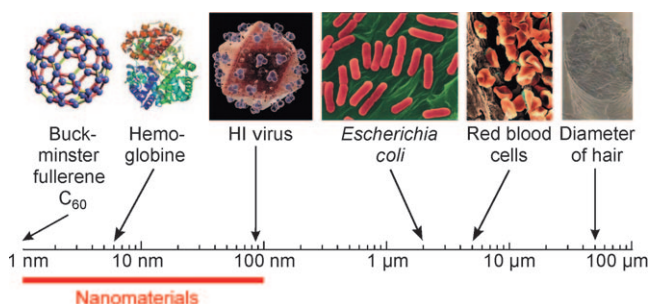 Buck-
minster
fullerene
C₆₀
Hemo-
globine
HI virus
Escherichia
coli
Red blood
cells
Diameter
of hair
1 nm
10 nm
100 nm
1 µm
10 µm
100 µm
Nanomaterials